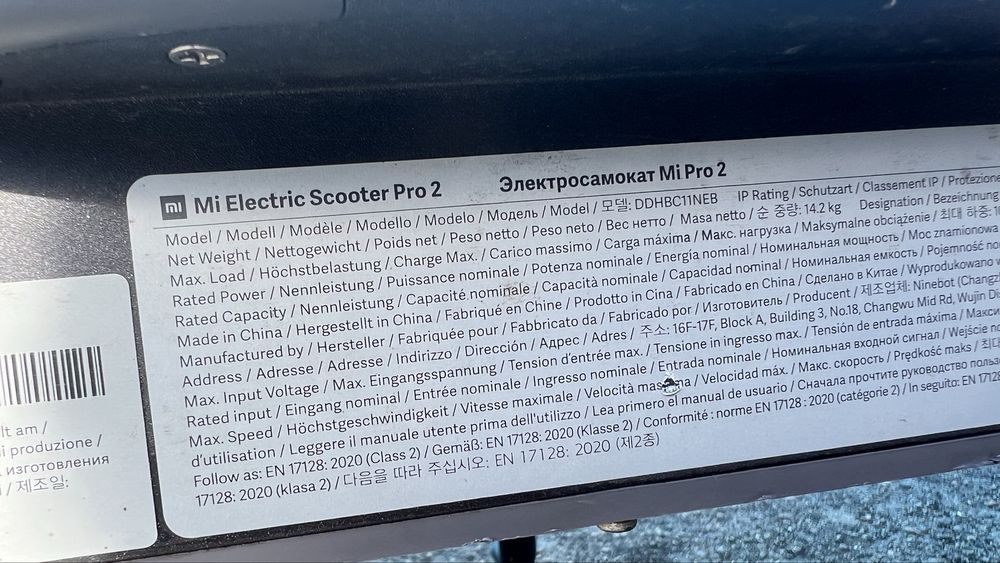 mi Mi Electric Scooter Pro 2 Электросамокат Mi Pro 2
Model / Modell / Modèle / Modello / Modelo / Модель / Model / 모델: DDHBC11NEB IP Rating / Schutzart / Classement IP / Protezione
Net Weight / Nettogewicht / Poids net / Peso netto / Peso neto / Вес нетто / Masa netto / 순 중량: 14.2 kg Designation / Bezeichnung
Max. Load / Höchstbelastung / Charge Max. / Carico massimo / Carga máxima / Макс. нагрузка / Maksymalne obciążenie / 최대 하중:
Rated Power / Nennleistung / Puissance nominale / Potenza nominale / Energía nominal / Номинальная мощность / Moc znamionowa
Rated Capacity / Nennleistung / Capacité nominale / Capacità nominale / Capacidad nominal / Номинальная емкость / Pojemność
Made in China / Hergestellt in China / Fabriqué en Chine / Prodotto in Cina / Fabricado en China / Сделано в Китае / Wyprodukowano
Manufactured by / Hersteller / Fabriquée pour / Fabbricato da / Fabricado por / Изготовитель / Producent / 제조업체: Ninebot
Address / Adresse / Adresse / Indirizzo / Dirección / Адрес / Adres / 주소: 16F-17F, Block A, Building 3, No.18, Changwu Mid Rd, Wujin
Max. Input Voltage / Max. Eingangsspannung / Tension d'entrée max. / Tensione in ingresso max. / Tensión de entrada máxima /
Rated input / Eingang nominal / Entrée nominale / Ingresso nominale / Entrada nominale / Номинальная входной сигнал / Wejście
Max. Speed / Höchstgeschwindigkeit / Vitesse maximale / Velocità / Velocidad máx. / Макс. скорость / Prędkość maks /
d'utilisation / Leggere il manuale utente prima dell'utilizzo / Lea primero el manual de usuario / Сначала прочтите руководство
Follow as: EN 17128: 2020 (Class 2) / Gemäß: EN 17128: 2020 (Klasse 2) / Conformité : norme EN 17128 : 2020 (catégorie 2) / In seguito: EN
17128: 2020 (klasa 2) / 다음을 따라 주십시오: EN 17128: 2020 (제2종)
lt am /
i produzione /
изготовления
/ 제조일: